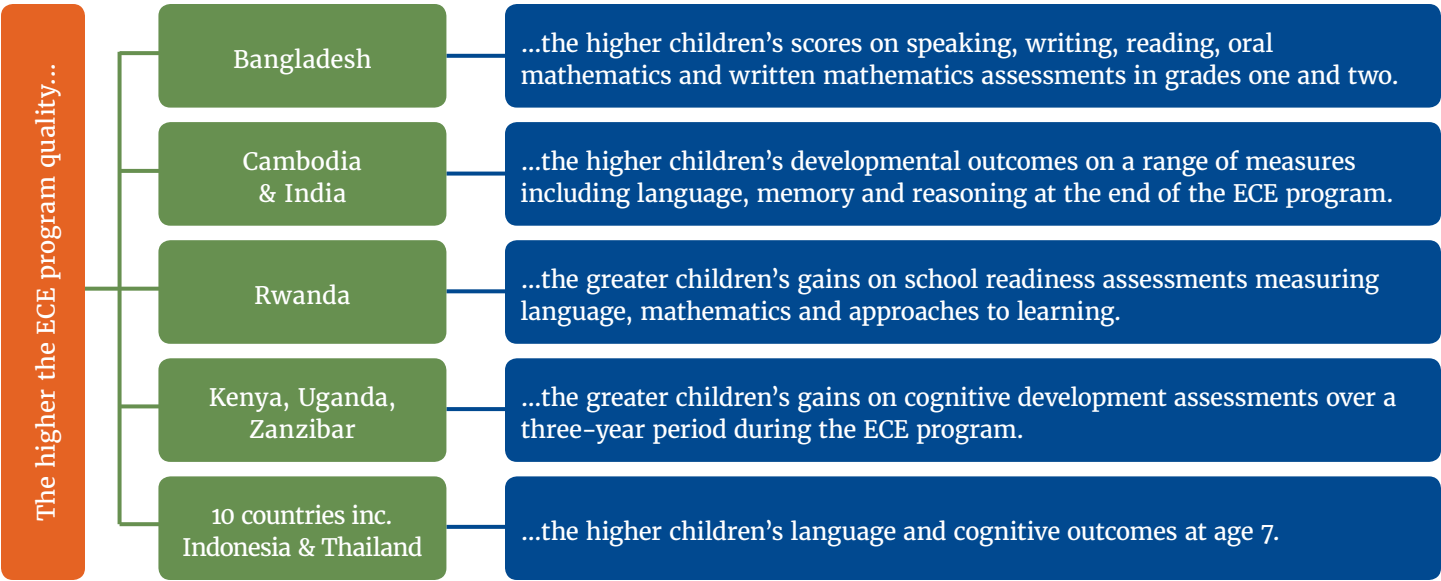 The higher the ECE program quality...
Bangladesh
...the higher children’s scores on speaking, writing, reading, oral
mathematics and written mathematics assessments in grades one and two.
Cambodia
& India
...the higher children’s developmental outcomes on a range of measures
including language, memory and reasoning at the end of the ECE program.
Rwanda
...the greater children’s gains on school readiness assessments measuring
language, mathematics and approaches to learning.
Kenya, Uganda,
Zanzibar
...the greater children’s gains on cognitive development assessments over a
three-year period during the ECE program.
10 countries inc.
Indonesia & Thailand
...the higher children’s language and cognitive outcomes at age 7.